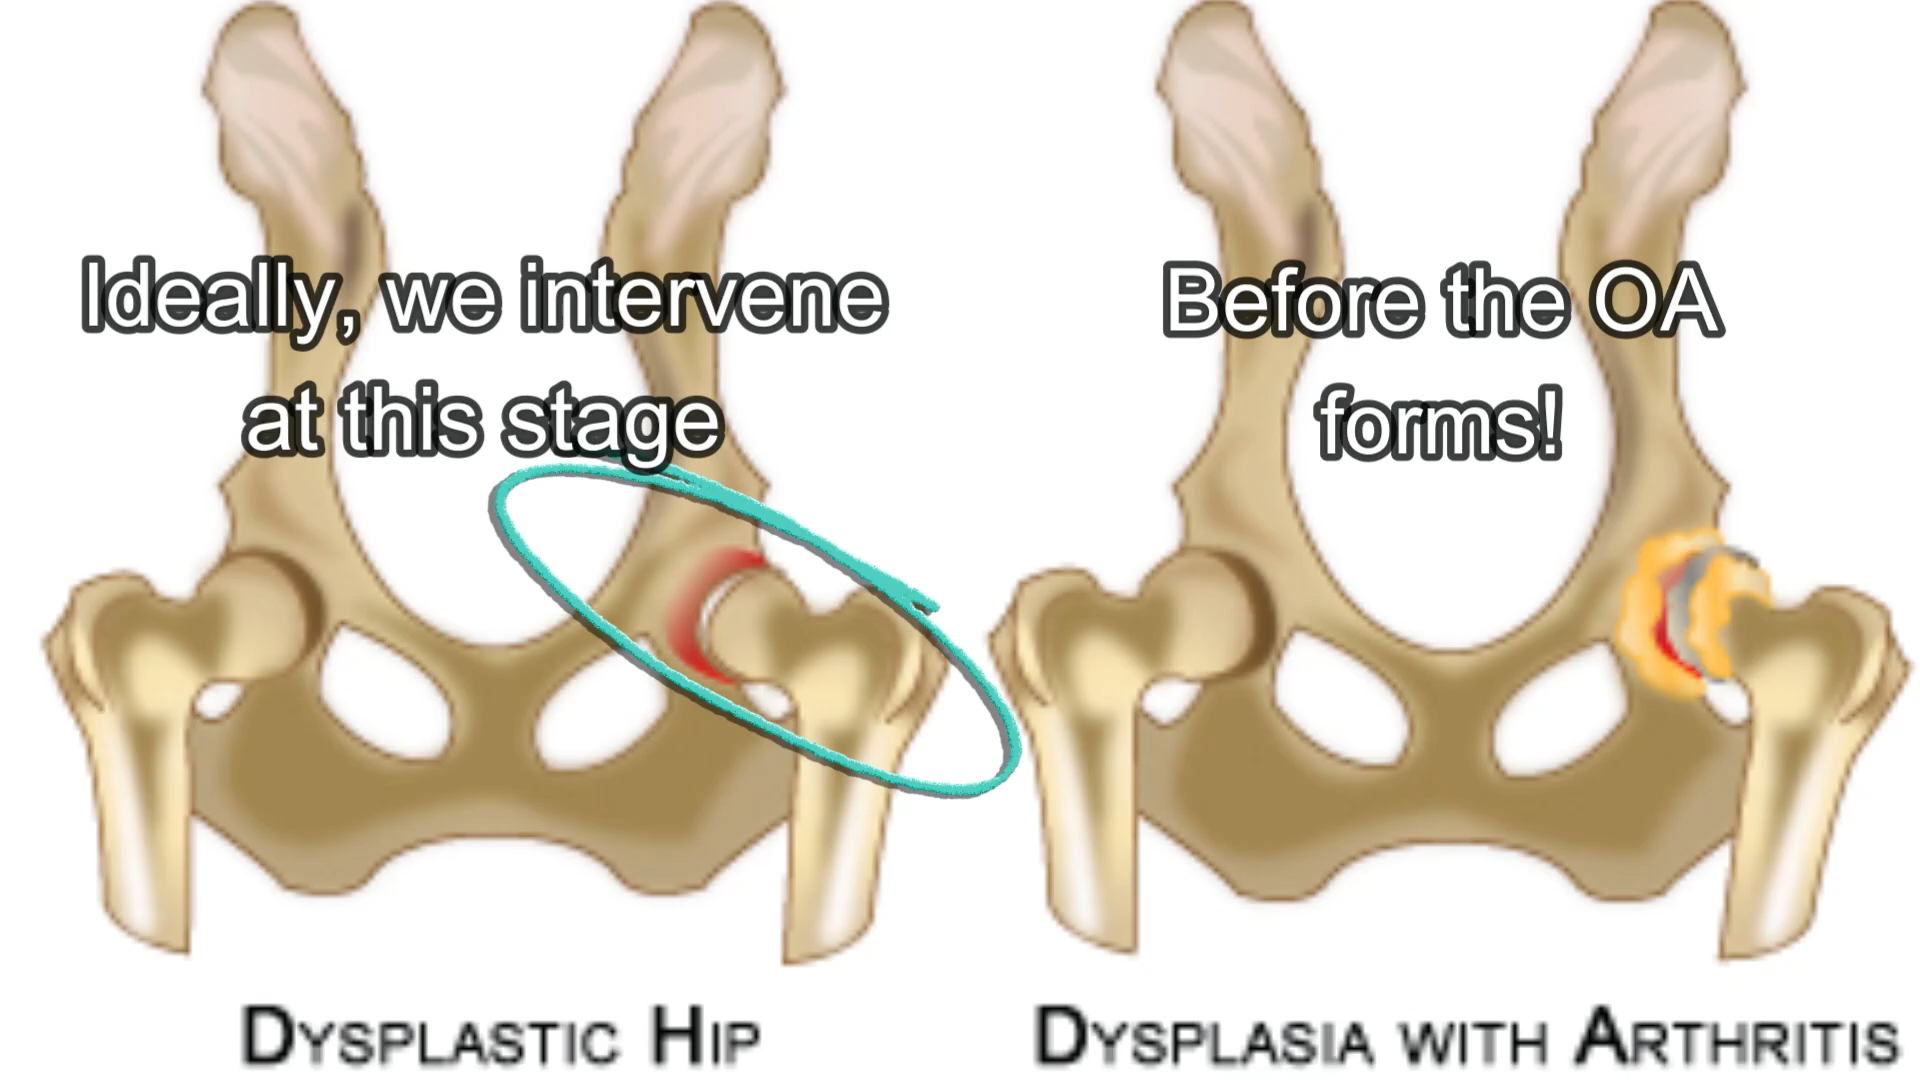 Ideally, we intervene
at this stage
Before the OA
forms!
DYSPLASTIC HIP
DYSPLASIA WITH ARTHRITIS